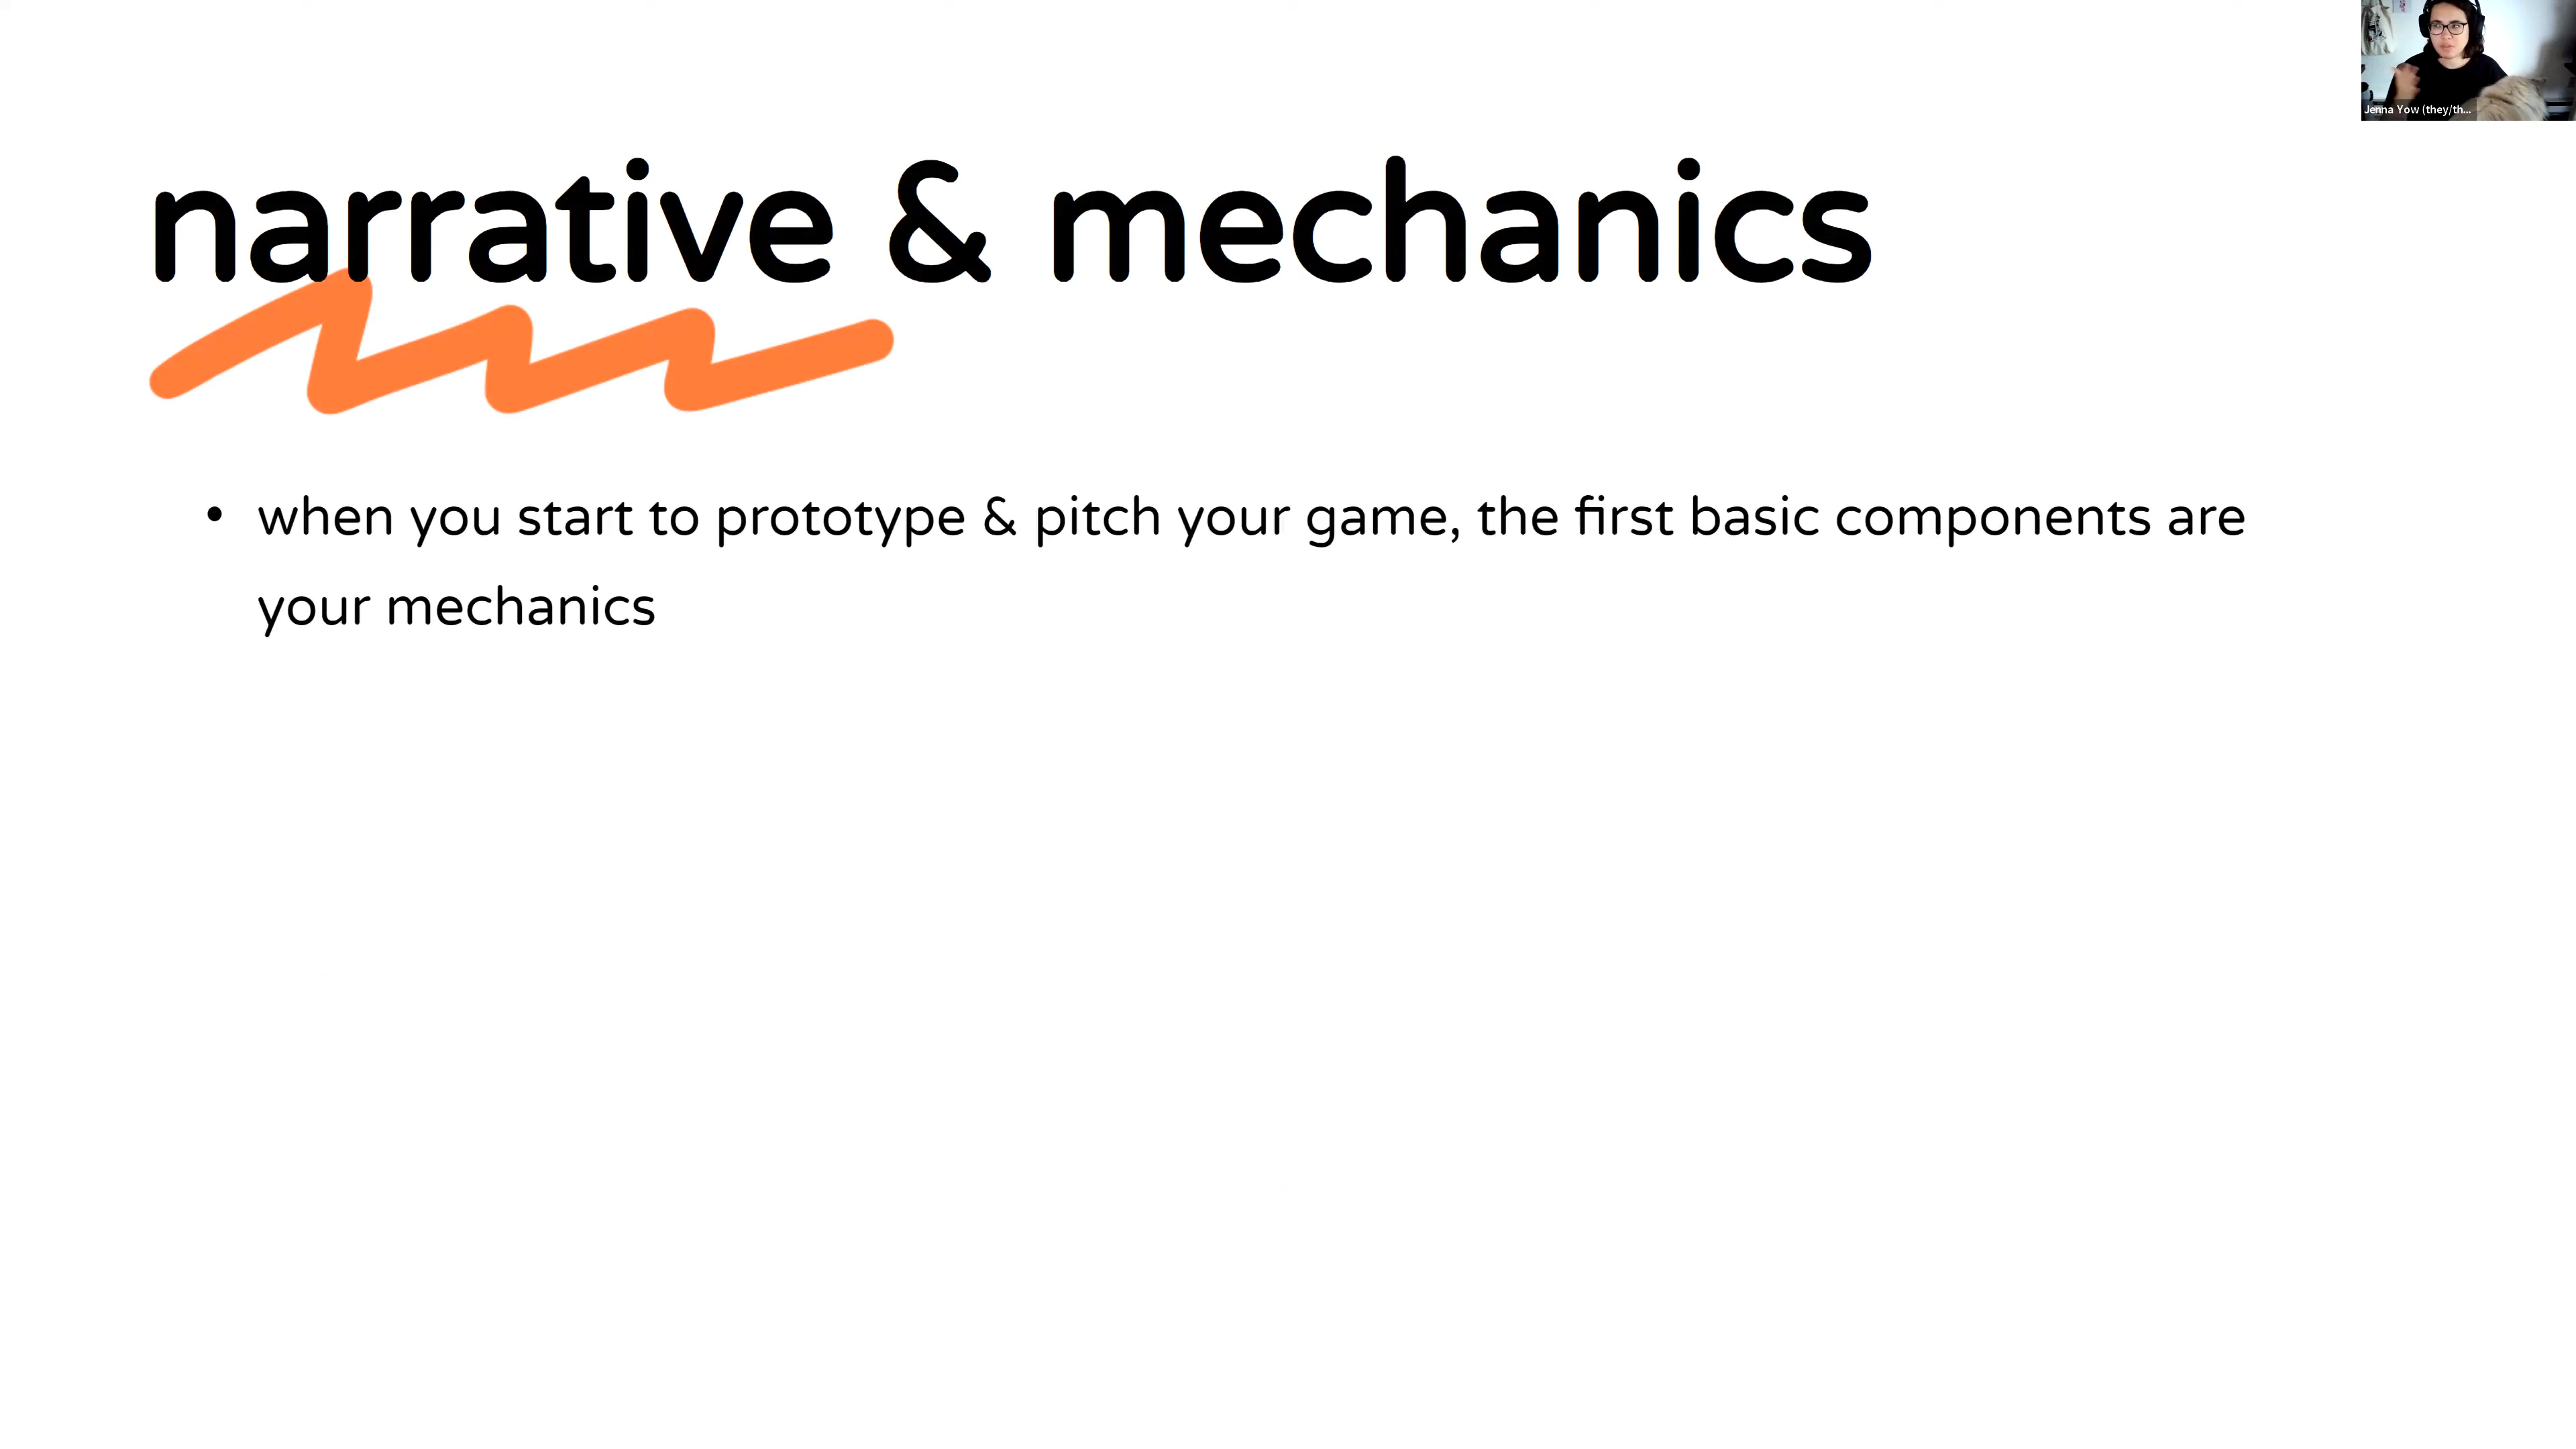 Jenna Yow (they/th...
narrative & mechanics
• when you start to prototype & pitch your game, the first basic components are
your mechanics